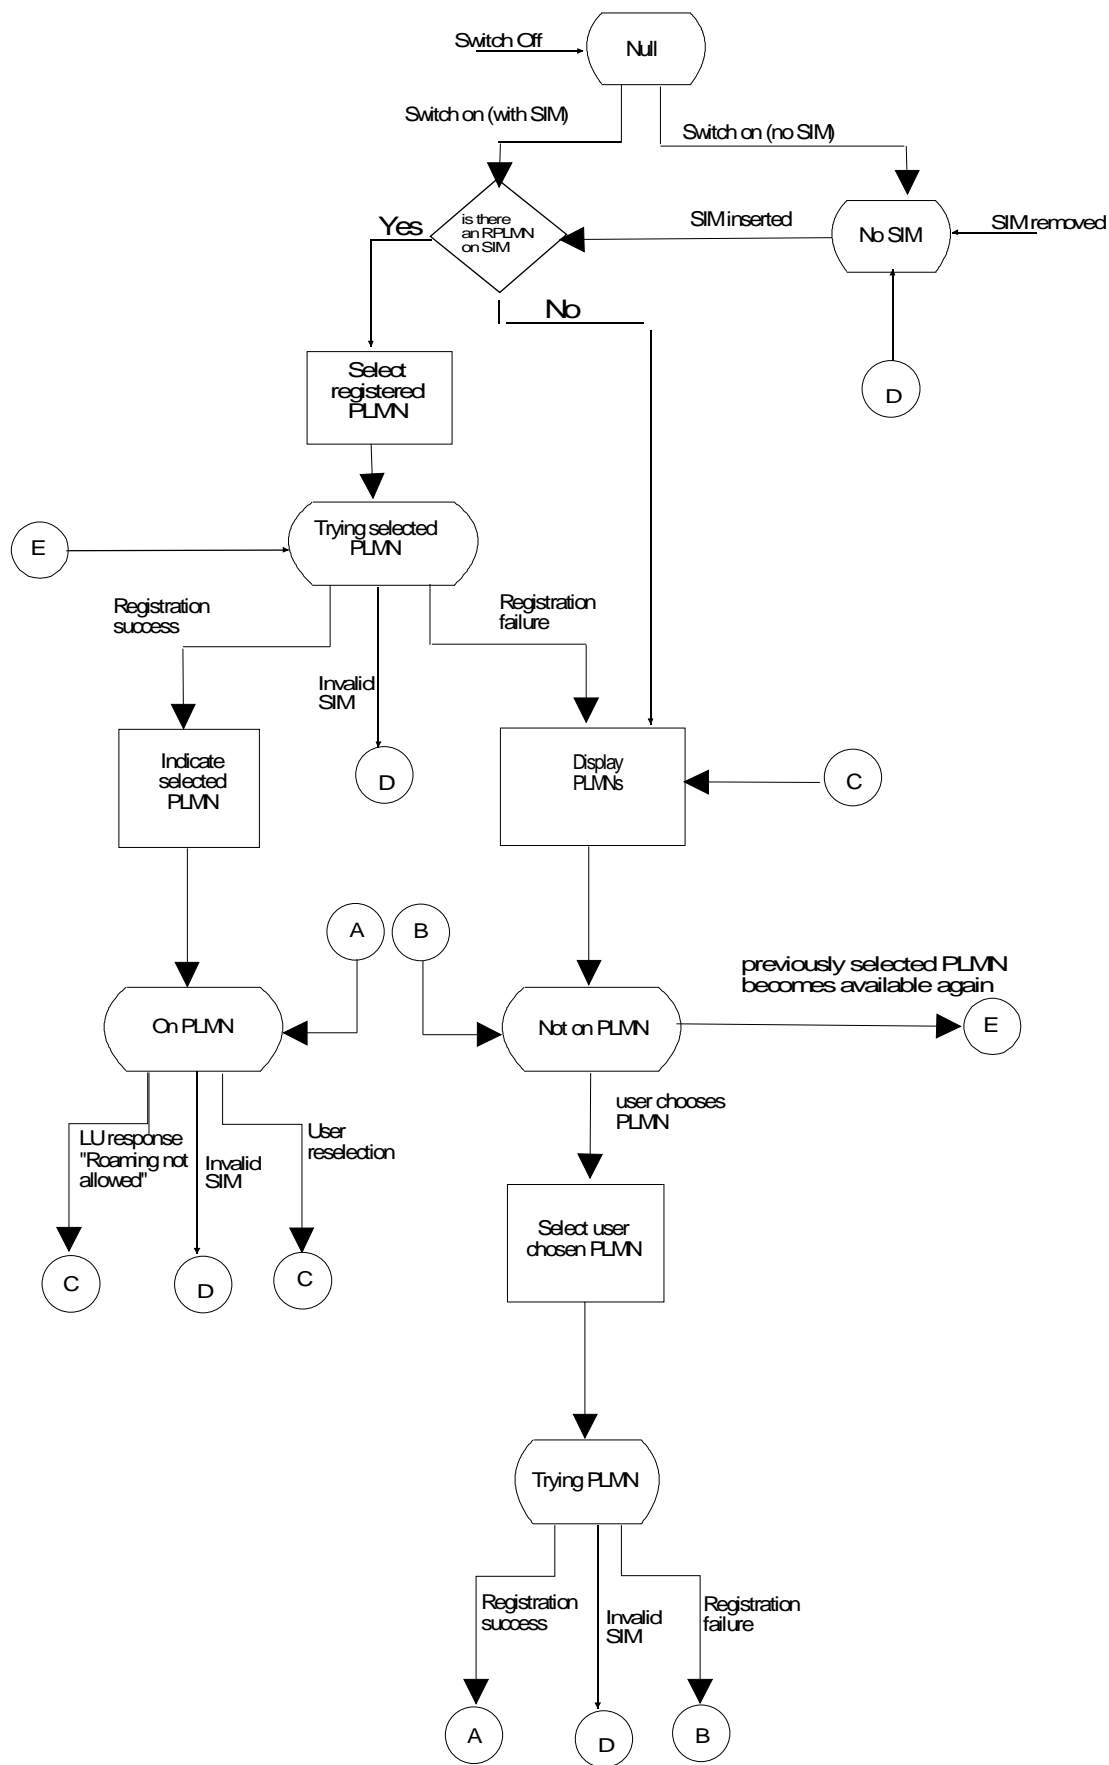 Switch Off
Null
Switch on (with SIM)
Switch on (no SIM)
Yes
is there
an RPLMN
on SIM
SIM inserted
No SIM
SIM removed
No
D
Select
registered
PLMN
E
Trying selected
PLMN
Registration
success
Invalid
SIM
Registration
failure
Indicate
selected
PLMN
D
Display
PLMNs
C
A
B
previously selected PLMN
becomes available again
On PLMN
Not on PLMN
E
LU response
"Roaming not
allowed"
Invalid
SIM
User
reselection
user chooses
PLMN
C
D
C
Select user
chosen PLMN
Trying PLMN
Registration
success
Invalid
SIM
Registration
failure
A
D
B